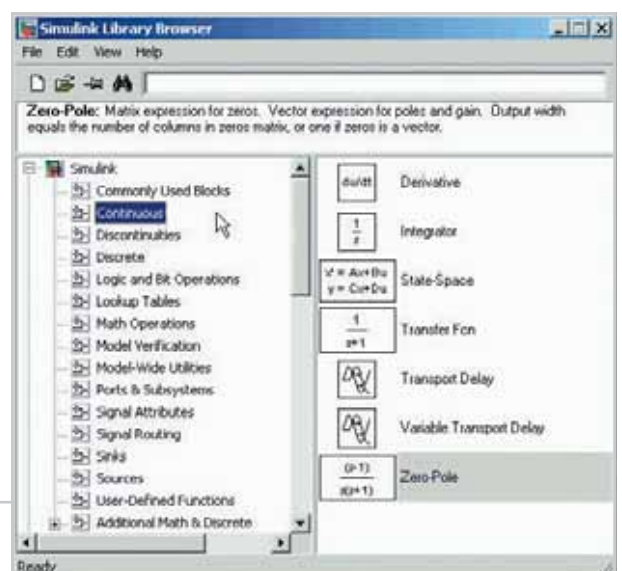 Simulink Library Browser
File Edit View Help
Zero-Pole: Matrix expression for zeros. Vector expression for poles and gain. Output width
equals the number of columns in zeros matrix, or one if zeros is a vector.
Simulink
Commonly Used Blocks
Continuous
Discontinuities
Discrete
Logic and Bit Operations
Lookup Tables
Math Operations
Model Verification
Model-Wide Utilities
Ports & Subsystems
Signal Attributes
Signal Routing
Sinks
Sources
User-Defined Functions
Additional Math & Discrete
du/dt Derivative
1
s
Integrator
x' = Ax+Bu
y = Cx+Du
State-Space
1
s+1
Transfer Fcn
Transport Delay
Variable Transport Delay
(s-1)
s(s+1)
Zero-Pole
Ready